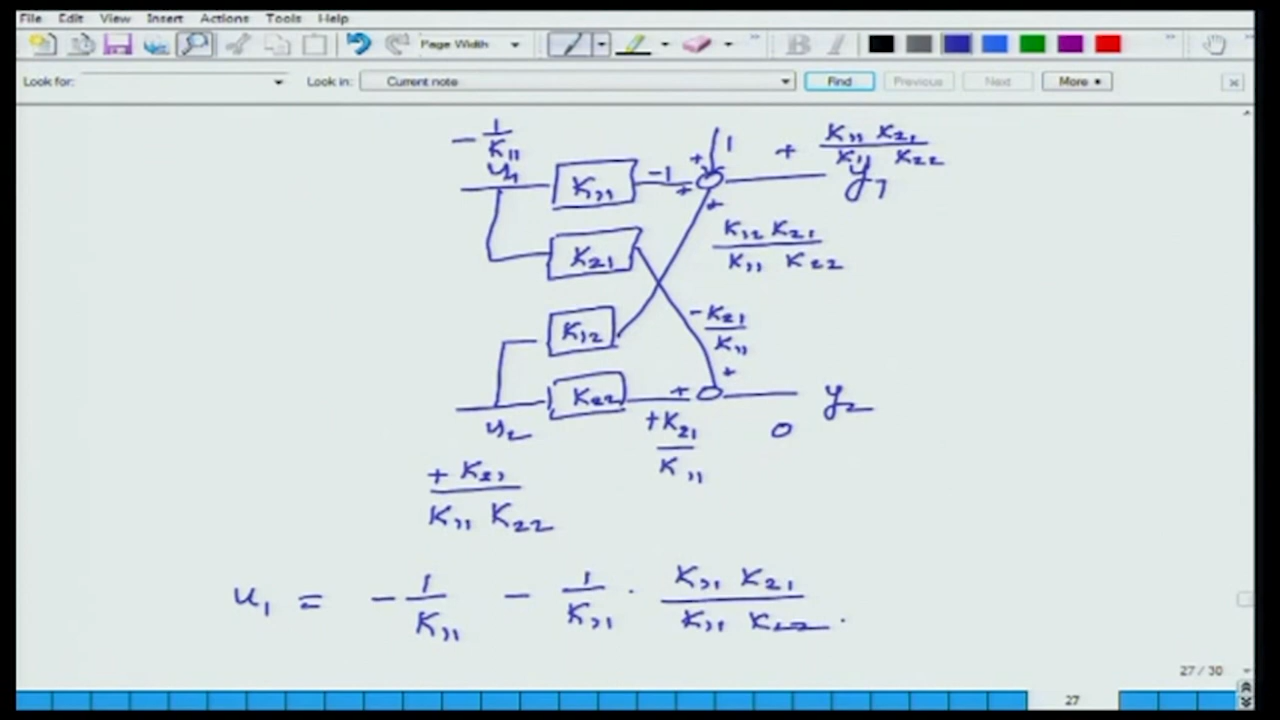 File Edit View Insert Actions Tools Help
Page Width
Look for: Look in: Current note Find Previous Next More
- 1/K11
u1 K11 -1 + + 1 + K11 K21 / K11 K22
y1
K21 + K12 K21 / K11 K22
K12 -K21 / K11
u2 K22 + + y2
+K21 / K11 0
+ K21 / K11 K22
u1 = - 1/K11 - 1/K11 . K11 K21 / K11 K22 .
27 / 30
27